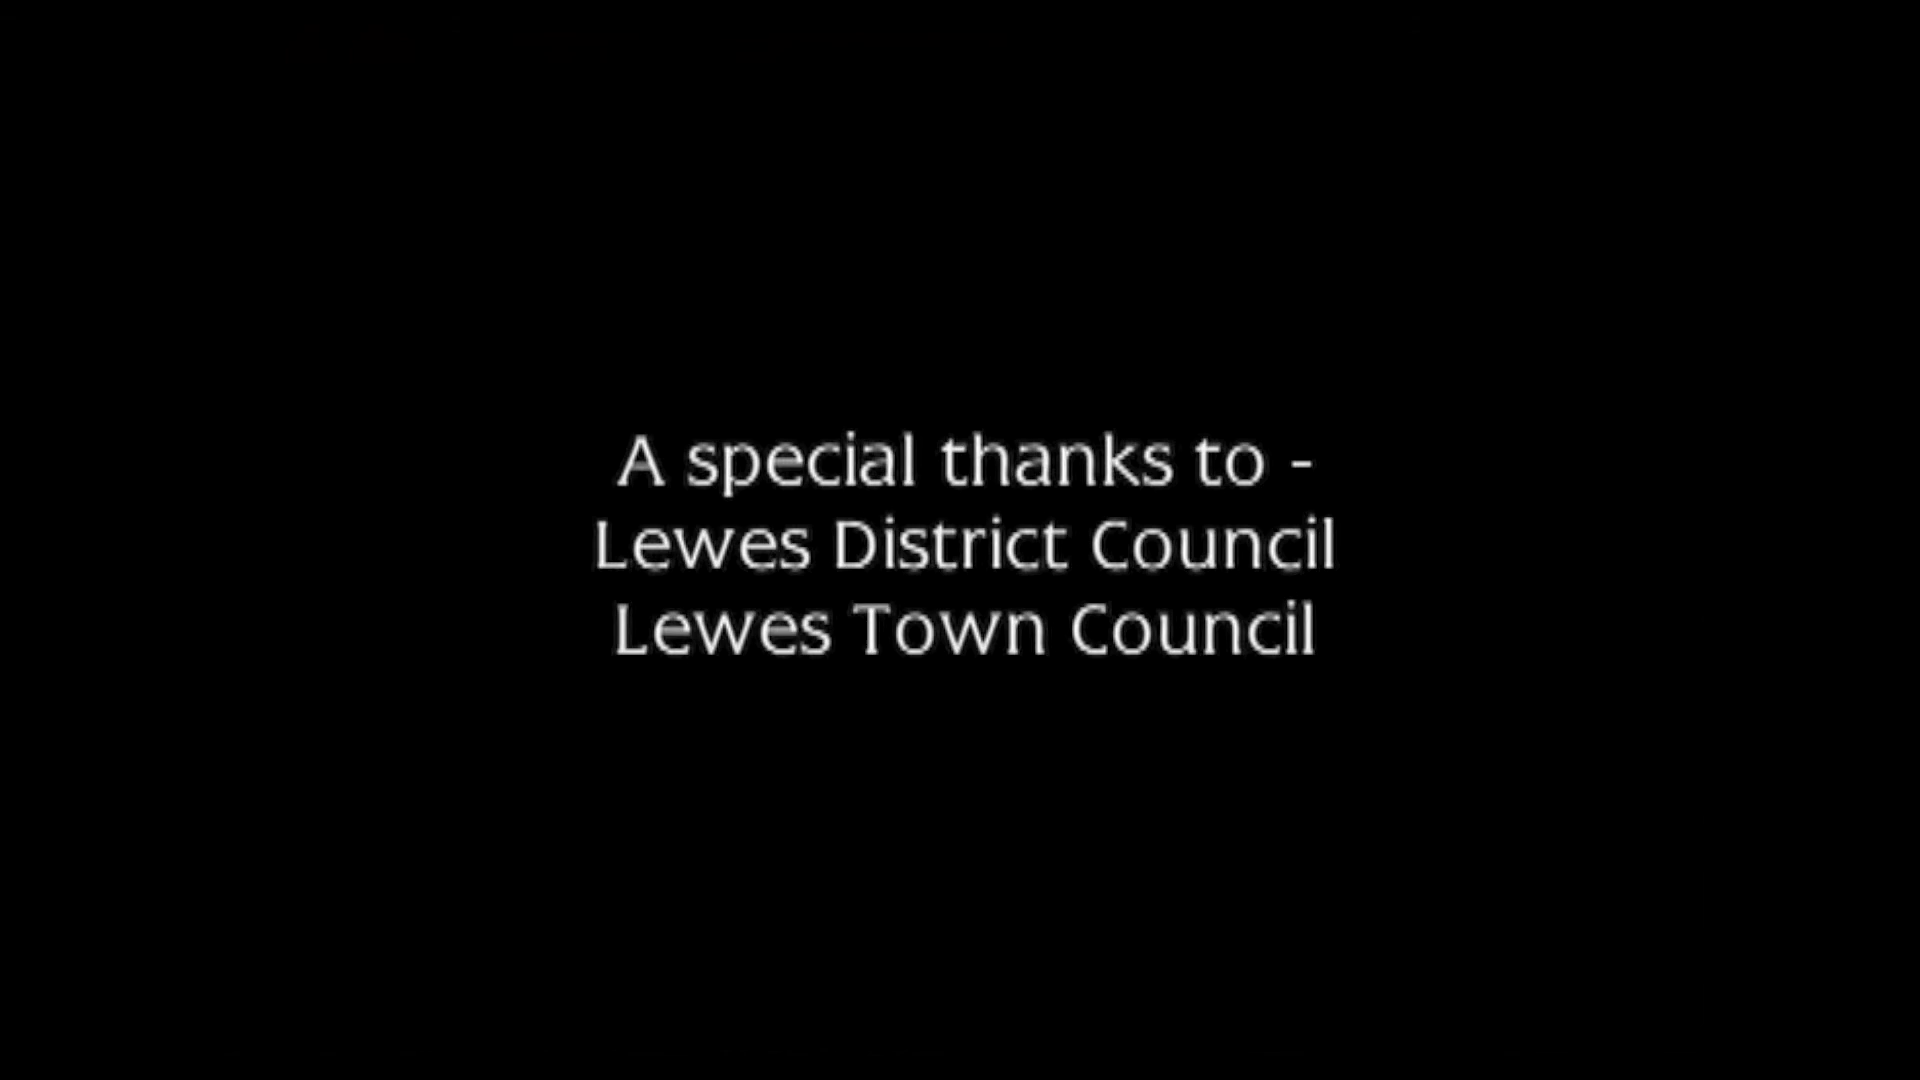 A special thanks to -
Lewes District Council
Lewes Town Council